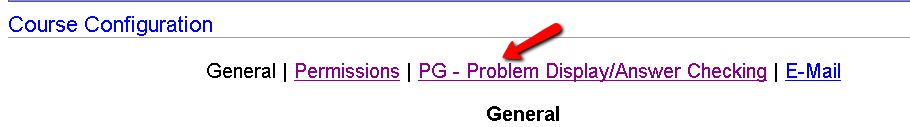 Course Configuration
General | Permissions | PG - Problem Display/Answer Checking | E-Mail
General